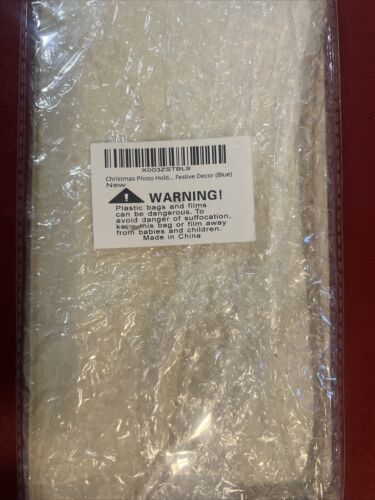 X003ZSTBL9
Christmas Photo Hold... Festive Decor (Blue)
New
WARNING!
Plastic bags and films
can be dangerous. To
avoid danger of suffocation,
keep this bag or film away
from babies and children.
Made in China